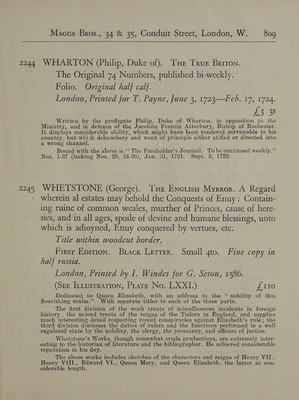 MAGGS BROS., 34 & 35, Conduit Street, London, W. 809
2244 WHARTON (Philip, Duke of). THE TRUE BRITON.
The Original 74 Numbers, published bi-weekly.
Folio. Original half calf.
London, Printed for T. Payne, June 3, 1723—Feb. 17, 1724.
£3 3s
Written by the profligate Philip, Duke of Wharton, in opposition to the
Ministry, and in defence of the Jacobite Francis Atterbury, Bishop of Rochester.
It displays considerable ability, which might have been rendered serviceable to his
country, but which debauchery and want of principle either stifled or directed into
a wrong channel.
Bound with the above is "The Freeholder's Journal. To be continued weekly."
Nos. 1-37 (lacking Nos. 25, 34-36), Jan. 31, 1721. Sept. 5, 1722.
2245 WHETSTONE (George). THE ENGLISH MYRROR. A Regard
wherein al estates may behold the Conquests of Enuy: Contain-
ing ruine of common weales, murther of Princes, cause of here-
sies, and in all ages, spoile of devine and humane blessings, unto
which is adioyned, Enuy conquered by vertues, etc.
Title within woodcut border.
FIRST EDITION. BLACK LETTER. Small 4to. Fine copy in
half russia.
London, Printed by I. Windet for G. Seton, 1586.
(SEE ILLUSTRATION, PLATE NO. LXXI.) £110
Dedicated to Queen Elizabeth, with an address to the "nobility of this
flourishing realm." With separate titles to each of the three parts.
The first division of the work treats of miscellaneous incidents in foreign
history; the second treats of the reigns of the Tudors in England, and supplies
much interesting detail respecting recent conspiracies against Elizabeth's rule; the
third division discusses the duties of rulers and the functions performed in a well
regulated state by the nobility, the clergy, the yeomanry, and officers of justice.
Whetstone's Works, though somewhat crude productions, are extremely inter-
esting to the historian of literature and the bibliographer. He achieved considerable
reputation in his day.
The above works includes sketches of the characters and reigns of Henry VII.,
Henry VIII., Edward VI., Queen Mary, and Queen Elizabeth, the latter at con-
siderable length.